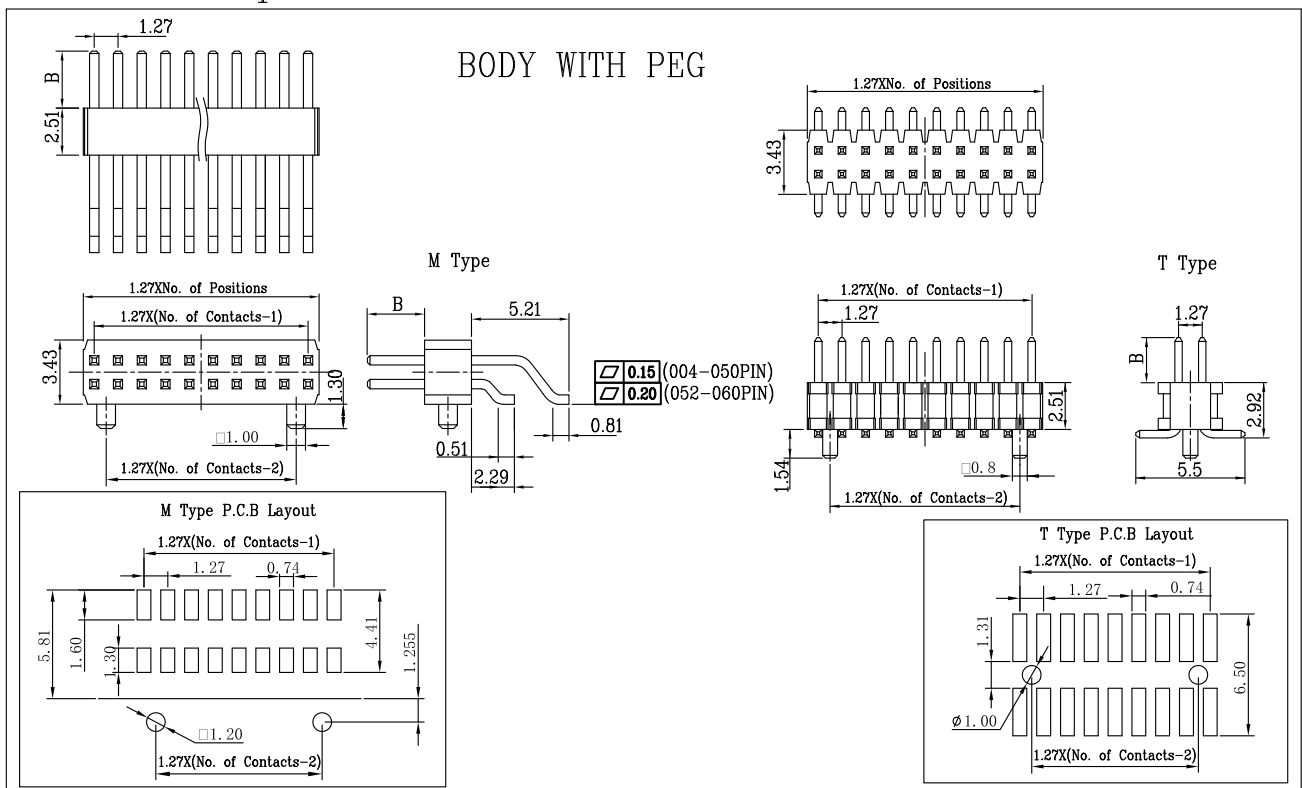 BODY WITH PEG
1.27
B
2.51
1.27XNo. of Positions
3.43
M Type
1.27XNo. of Positions
1.27X(No. of Contacts-1)
3.43
1.30
□1.00
1.27X(No. of Contacts-2)
B
5.21
0.15 (004-050PIN)
0.20 (052-060PIN)
0.81
0.51
2.29
T Type
1.27X(No. of Contacts-1)
1.27
2.51
1.54
□0.8
1.27X(No. of Contacts-2)
1.27
B
2.92
5.5
M Type P.C.B Layout
1.27X(No. of Contacts-1)
1.27
0.74
5.81
1.60
1.30
4.41
1.255
□1.20
1.27X(No. of Contacts-2)
T Type P.C.B Layout
1.27X(No. of Contacts-1)
1.27
0.74
1.31
6.50
ø1.00
1.27X(No. of Contacts-2)